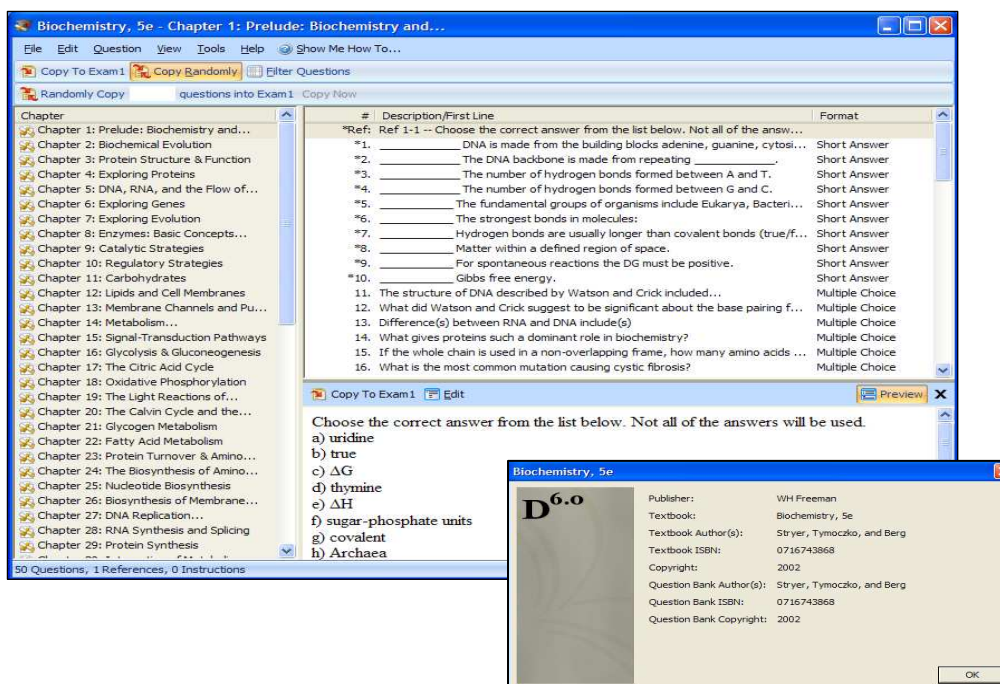 Biochemistry, 5e - Chapter 1: Prelude: Biochemistry and...
File Edit Question View Tools Help Show Me How To...
Copy To Exam1 Copy Randomly Filter Questions
Randomly Copy questions into Exam1 Copy Now
Chapter
Chapter 1: Prelude: Biochemistry and...
Chapter 2: Biochemical Evolution
Chapter 3: Protein Structure & Function
Chapter 4: Exploring Proteins
Chapter 5: DNA, RNA, and the Flow of...
Chapter 6: Exploring Genes
Chapter 7: Exploring Evolution
Chapter 8: Enzymes: Basic Concepts...
Chapter 9: Catalytic Strategies
Chapter 10: Regulatory Strategies
Chapter 11: Carbohydrates
Chapter 12: Lipids and Cell Membranes
Chapter 13: Membrane Channels and Pu...
Chapter 14: Metabolism...
Chapter 15: Signal-Transduction Pathways
Chapter 16: Glycolysis & Gluconeogenesis
Chapter 17: The Citric Acid Cycle
Chapter 18: Oxidative Phosphorylation
Chapter 19: The Light Reactions of...
Chapter 20: The Calvin Cycle and the...
Chapter 21: Glycogen Metabolism
Chapter 22: Fatty Acid Metabolism
Chapter 23: Protein Turnover & Amino...
Chapter 24: The Biosynthesis of Amino...
Chapter 25: Nucleotide Biosynthesis
Chapter 26: Biosynthesis of Membrane...
Chapter 27: DNA Replication...
Chapter 28: RNA Synthesis and Splicing
Chapter 29: Protein Synthesis
# Description/First Line Format
*Ref: Ref 1-1 -- Choose the correct answer from the list below. Not all of the answ...
*1. ____________ DNA is made from the building blocks adenine, guanine, cytosi... Short Answer
*2. ____________ The DNA backbone is made from repeating ____________. Short Answer
*3. ____________ The number of hydrogen bonds formed between A and T. Short Answer
*4. ____________ The number of hydrogen bonds formed between G and C. Short Answer
*5. ___________ The fundamental groups of organisms include Eukarya, Bacteri... Short Answer
*6. ___________ The strongest bonds in molecules: Short Answer
*7. ___________ Hydrogen bonds are usually longer than covalent bonds (true/f... Short Answer
*8. ___________ Matter within a defined region of space. Short Answer
*9. ___________ For spontaneous reactions the DG must be positive. Short Answer
*10. ___________ Gibbs free energy. Short Answer
11. The structure of DNA described by Watson and Crick included... Multiple Choice
12. What did Watson and Crick suggest to be significant about the base pairing f... Multiple Choice
13. Difference(s) between RNA and DNA include(s) Multiple Choice
14. What gives proteins such a dominant role in biochemistry? Multiple Choice
15. If the whole chain is used in a non-overlapping frame, how many amino acids ... Multiple Choice
16. What is the most common mutation causing cystic fibrosis? Multiple Choice
Copy To Exam1 Edit Preview X
Choose the correct answer from the list below. Not all of the answers will be used.
a) uridine
b) true
c) ΔG
d) thymine
e) ΔH
f) sugar-phosphate units
g) covalent
h) Archaea
50 Questions, 1 References, 0 Instructions
Biochemistry, 5e
D6.0
Publisher: WH Freeman
Textbook: Biochemistry, 5e
Textbook Author(s): Stryer, Tymoczko, and Berg
Textbook ISBN: 0716743868
Copyright: 2002
Question Bank Author(s): Stryer, Tymoczko, and Berg
Question Bank ISBN: 0716743868
Question Bank Copyright: 2002
OK